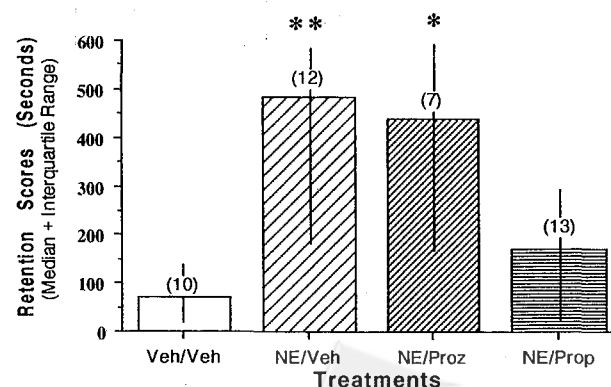 Retention Scores (Seconds)
(Median + Interquartile Range)
600
500
400
300
200
100
0
** *
(10) (12) (7) (13)
Veh/Veh NE/Veh NE/Proz NE/Prop
Treatments